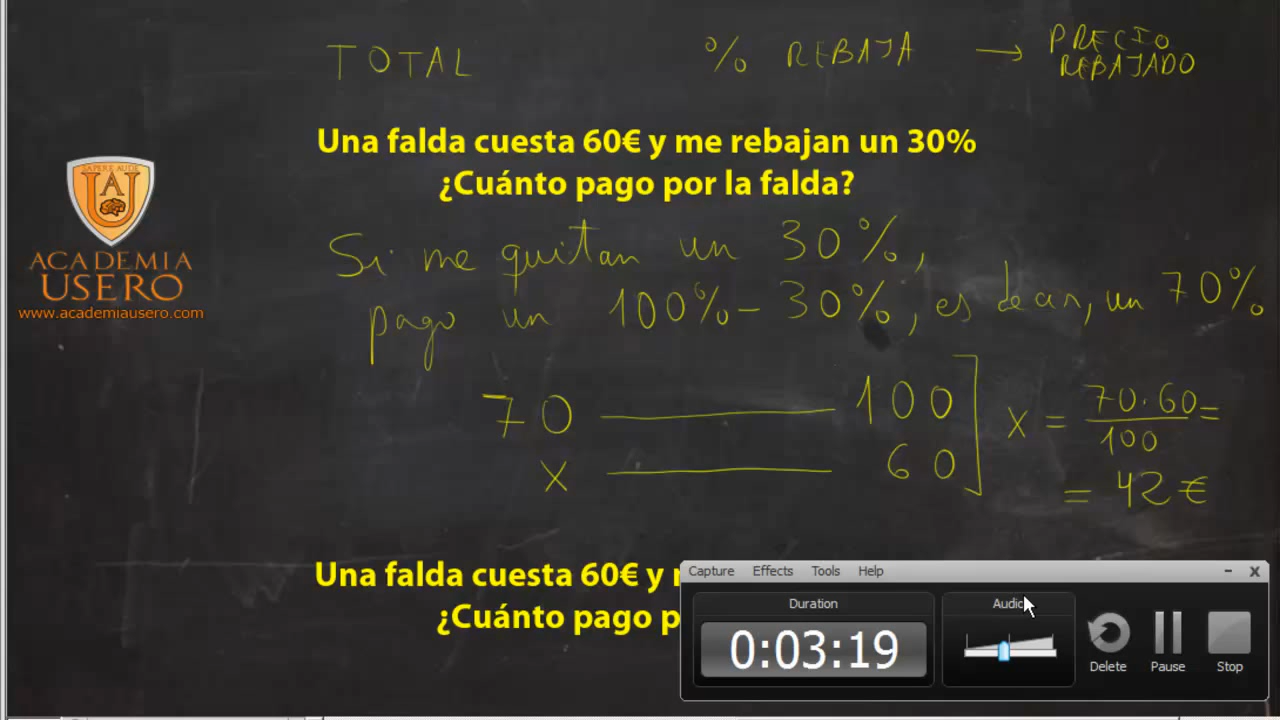 TOTAL % REBAJA → PRECIO REBAJADO
Una falda cuesta 60€ y me rebajan un 30%
¿Cuánto pago por la falda?
ACADEMIA
USERO
www.academiausero.com
Si me quitan un 30%,
pago un 100% - 30%, es decir, un 70%
70 — 100
x — 60
x = 70·60 / 100 =
= 42 €
Una falda cuesta 60€ y
¿Cuánto pago
Capture Effects Tools Help
Duration
Audio
0:03:19
Delete Pause Stop